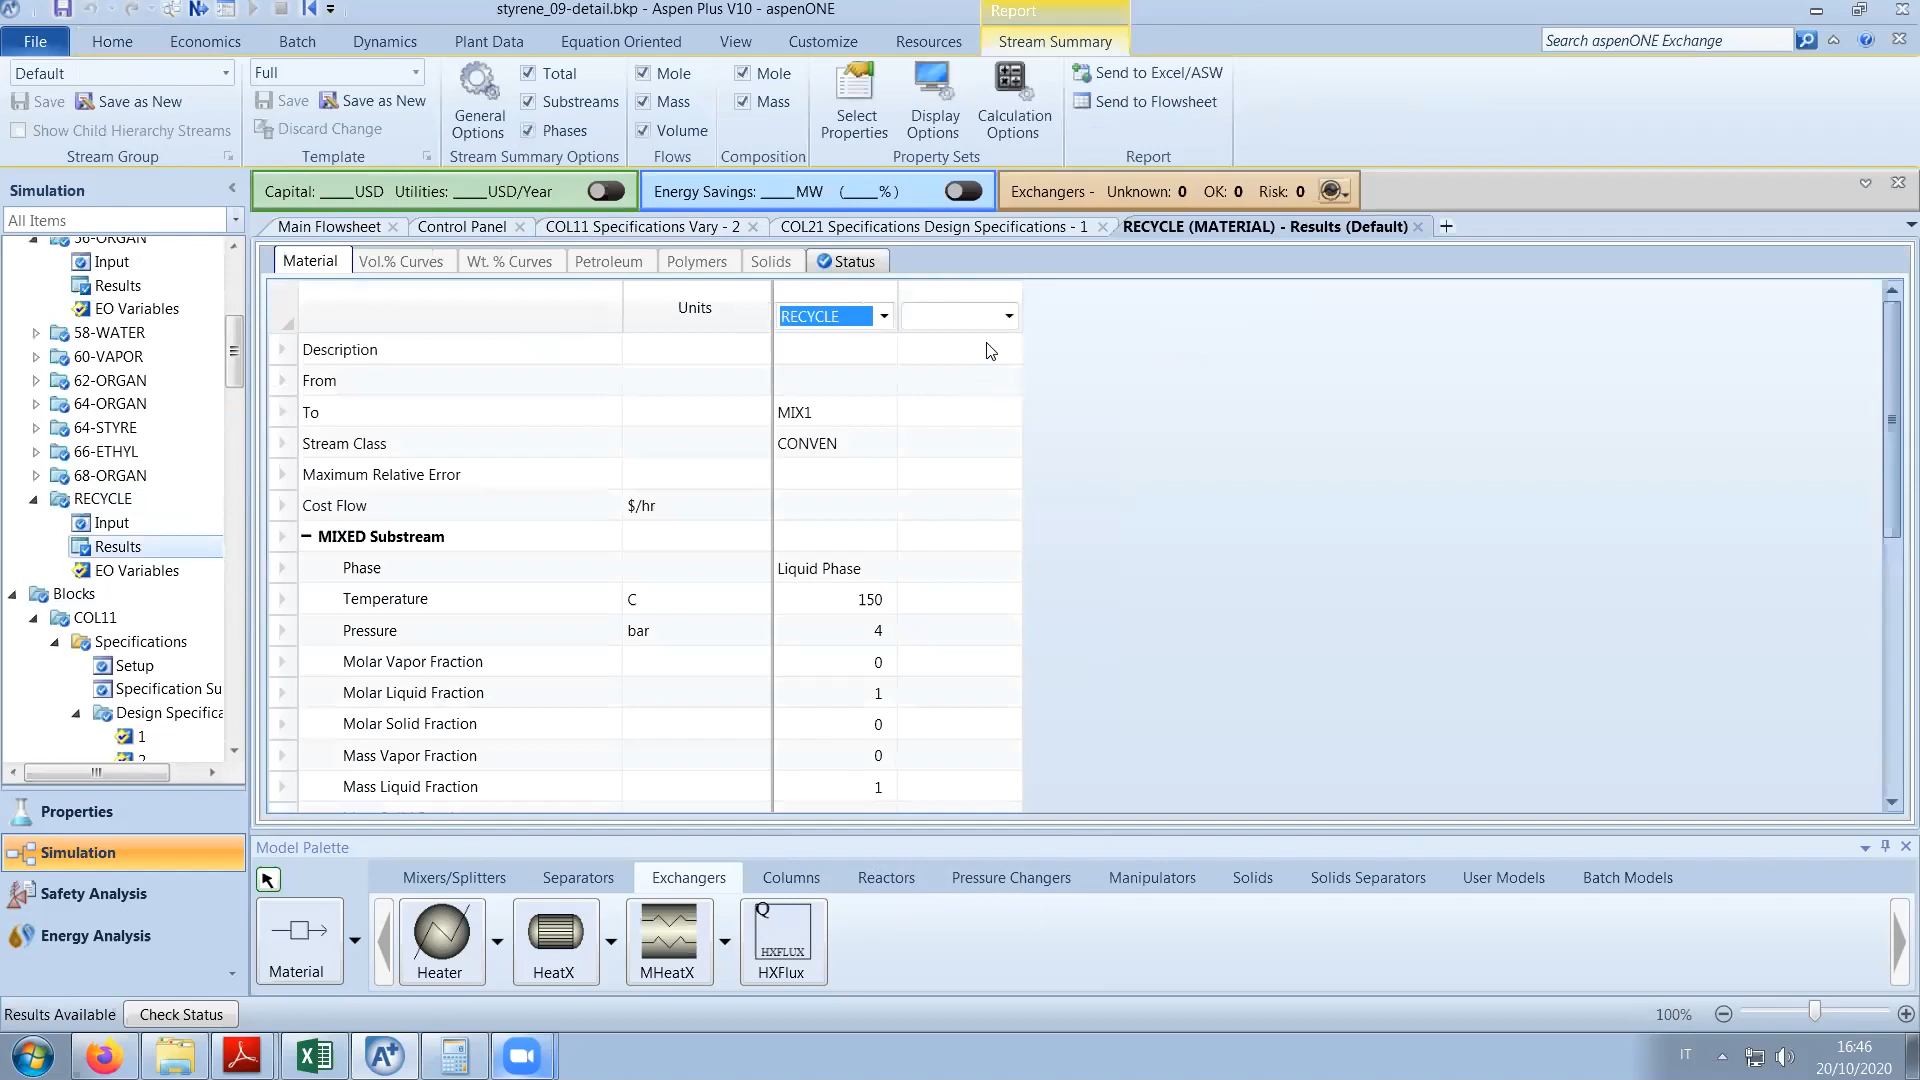 styrene_09-detail.bkp - Aspen Plus V10 - aspenONE
Report
File
Home
Economics
Batch
Dynamics
Plant Data
Equation Oriented
View
Customize
Resources
Stream Summary
Search aspenONE Exchange
Default
Save
Save as New
Show Child Hierarchy Streams
Stream Group
Full
Save
Save as New
Discard Change
Template
General Options
Total
Substreams
Phases
Stream Summary Options
Mole
Mass
Volume
Flows
Mole
Mass
Composition
Select Properties
Display Options
Calculation Options
Property Sets
Send to Excel/ASW
Send to Flowsheet
Report
Simulation
All Items
Capital: ____USD Utilities: ____USD/Year
Energy Savings: ____MW (____%)
Exchangers - Unknown: 0 OK: 0 Risk: 0
Main Flowsheet
Control Panel
COL11 Specifications Vary - 2
COL21 Specifications Design Specifications - 1
RECYCLE (MATERIAL) - Results (Default)
+
Material
Vol.% Curves
Wt. % Curves
Petroleum
Polymers
Solids
Status
56-ORGAN
Input
Results
EO Variables
58-WATER
60-VAPOR
62-ORGAN
64-ORGAN
64-STYRE
66-ETHYL
68-ORGAN
RECYCLE
Input
Results
EO Variables
Blocks
COL11
Specifications
Setup
Specification Su
Design Specifica
1
2
Units
RECYCLE
Description
From
To MIX1
Stream Class CONVEN
Maximum Relative Error
Cost Flow $/hr
MIXED Substream
Phase Liquid Phase
Temperature C 150
Pressure bar 4
Molar Vapor Fraction 0
Molar Liquid Fraction 1
Molar Solid Fraction 0
Mass Vapor Fraction 0
Mass Liquid Fraction 1
Properties
Simulation
Safety Analysis
Energy Analysis
Model Palette
Mixers/Splitters
Separators
Exchangers
Columns
Reactors
Pressure Changers
Manipulators
Solids
Solids Separators
User Models
Batch Models
Material
Heater
HeatX
MHeatX
Q
HXFLUX
HXFlux
Results Available
Check Status
100%
IT
16:46
20/10/2020